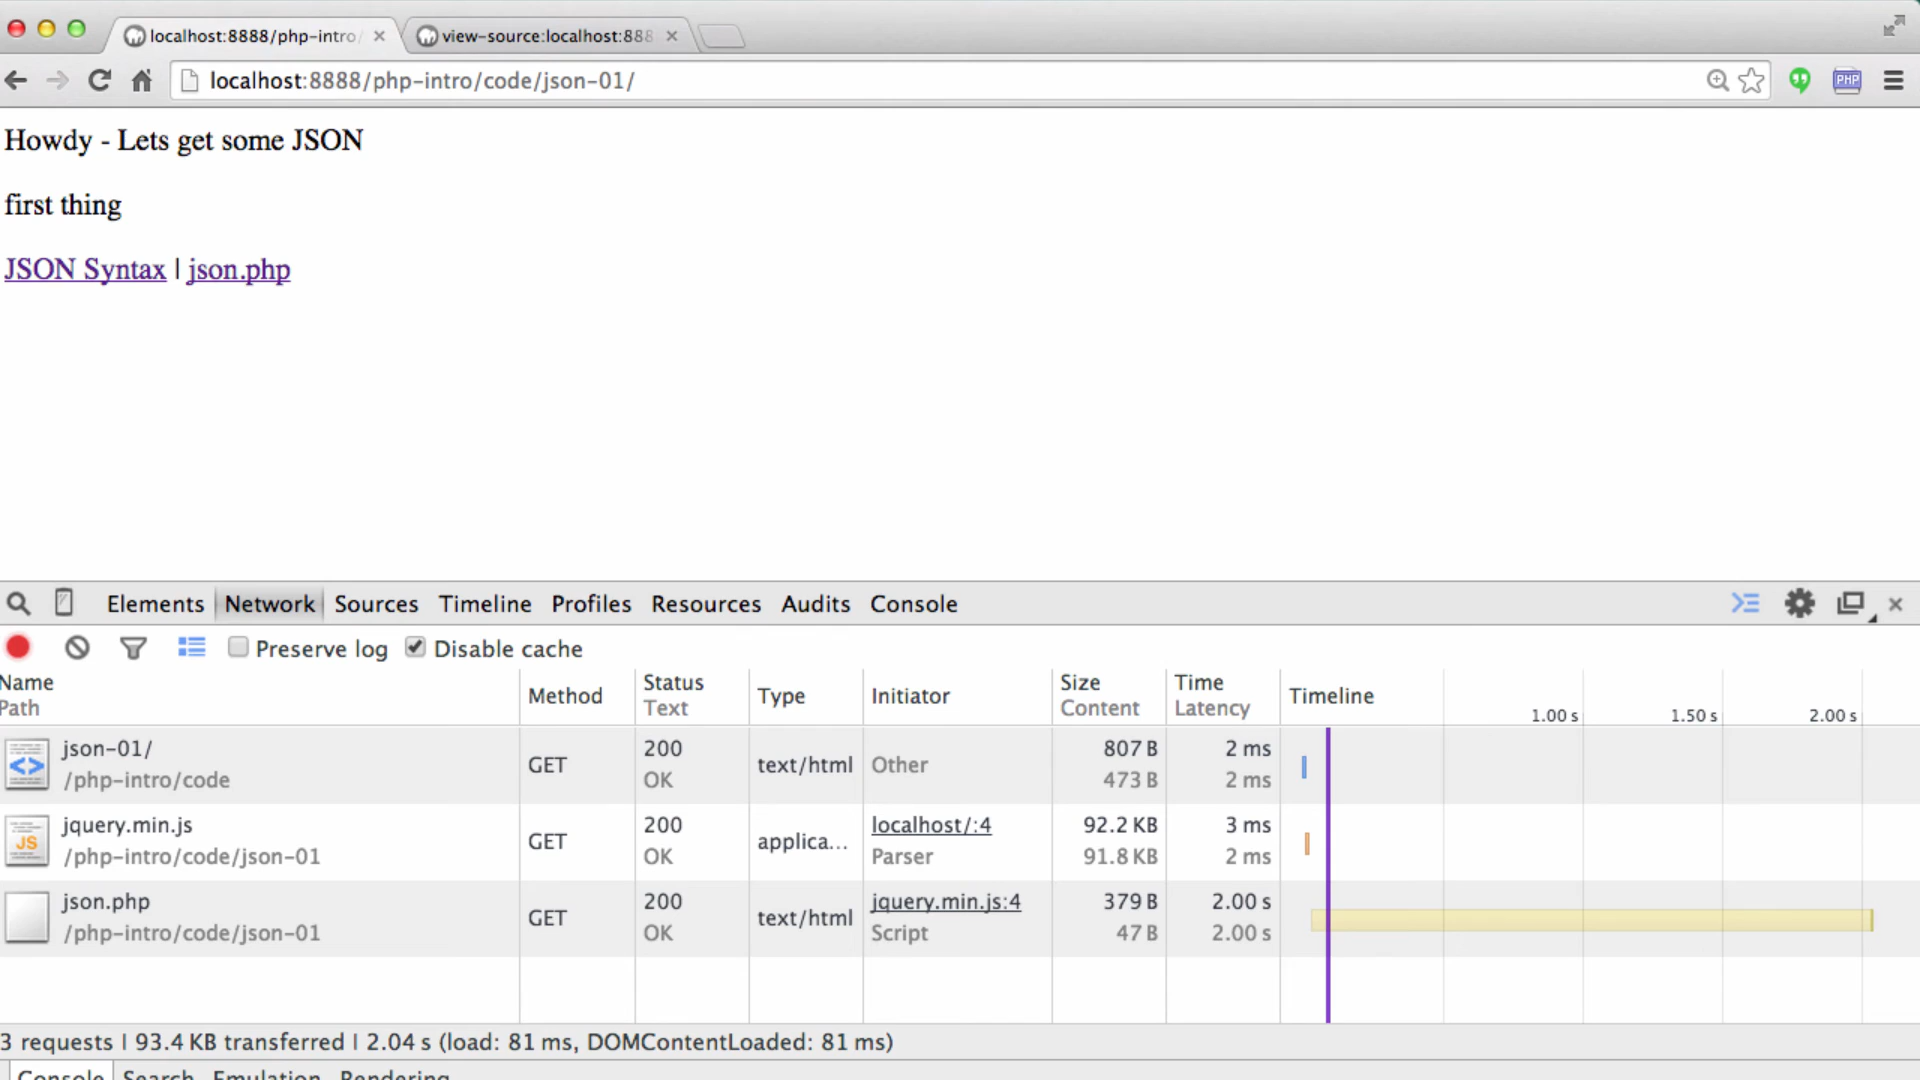 localhost:8888/php-intro/
view-source:localhost:888
localhost:8888/php-intro/code/json-01/
PHP
Howdy - Lets get some JSON
first thing
JSON Syntax | json.php
Elements Network Sources Timeline Profiles Resources Audits Console
Preserve log Disable cache
Name Path Method Status Text Type Initiator Size Content Time Latency Timeline 1.00 s 1.50 s 2.00 s
json-01/ GET 200 text/html Other 807 B 2 ms
/php-intro/code OK 473 B 2 ms
JS
jquery.min.js GET 200 applica... localhost/:4 92.2 KB 3 ms
/php-intro/code/json-01 OK Parser 91.8 KB 2 ms
json.php GET 200 text/html jquery.min.js:4 379 B 2.00 s
/php-intro/code/json-01 OK Script 47 B 2.00 s
3 requests | 93.4 KB transferred | 2.04 s (load: 81 ms, DOMContentLoaded: 81 ms)
Console Search Emulation Rendering